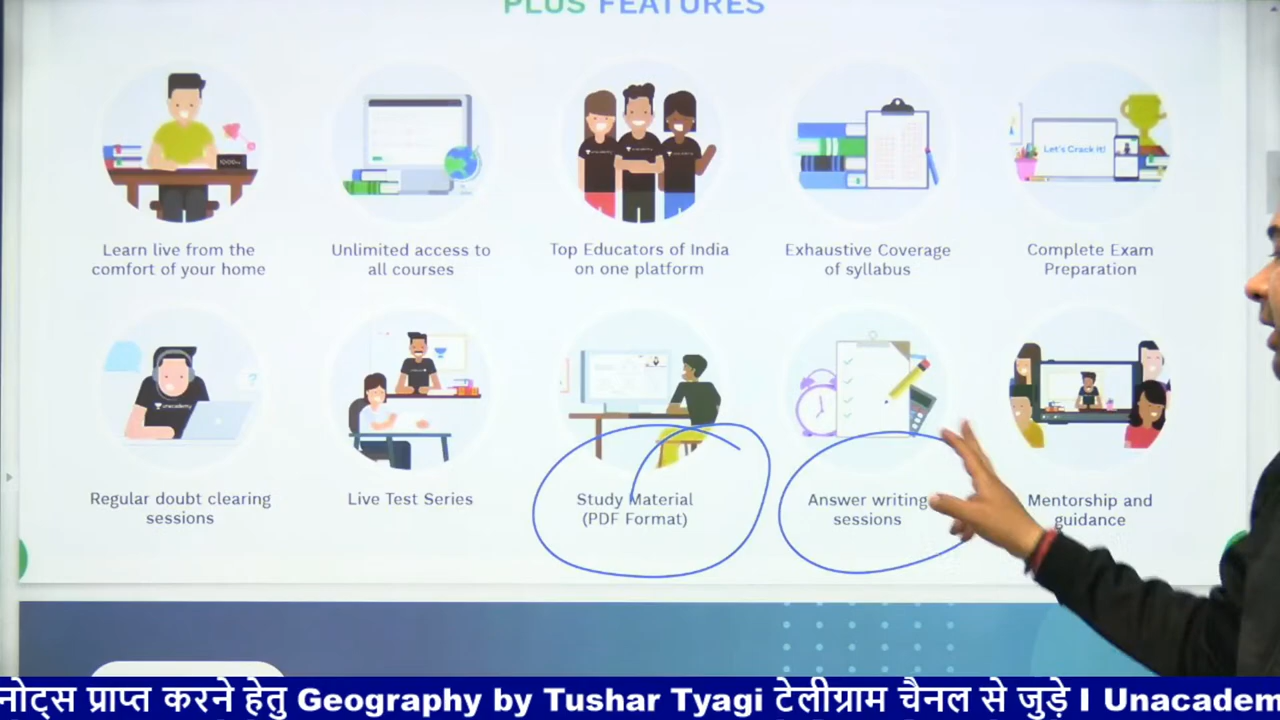 PLUS FEATURES
Let's Crack It!
Learn live from the
comfort of your home
Unlimited access to
all courses
Top Educators of India
on one platform
Exhaustive Coverage
of syllabus
Complete Exam
Preparation
unacademy
Regular doubt clearing
sessions
Live Test Series
Study Material
(PDF Format)
Answer writing
sessions
Mentorship and
guidance
नोट्स प्राप्त करने हेतु Geography by Tushar Tyagi टेलीग्राम चैनल से जुड़े I Unacadem